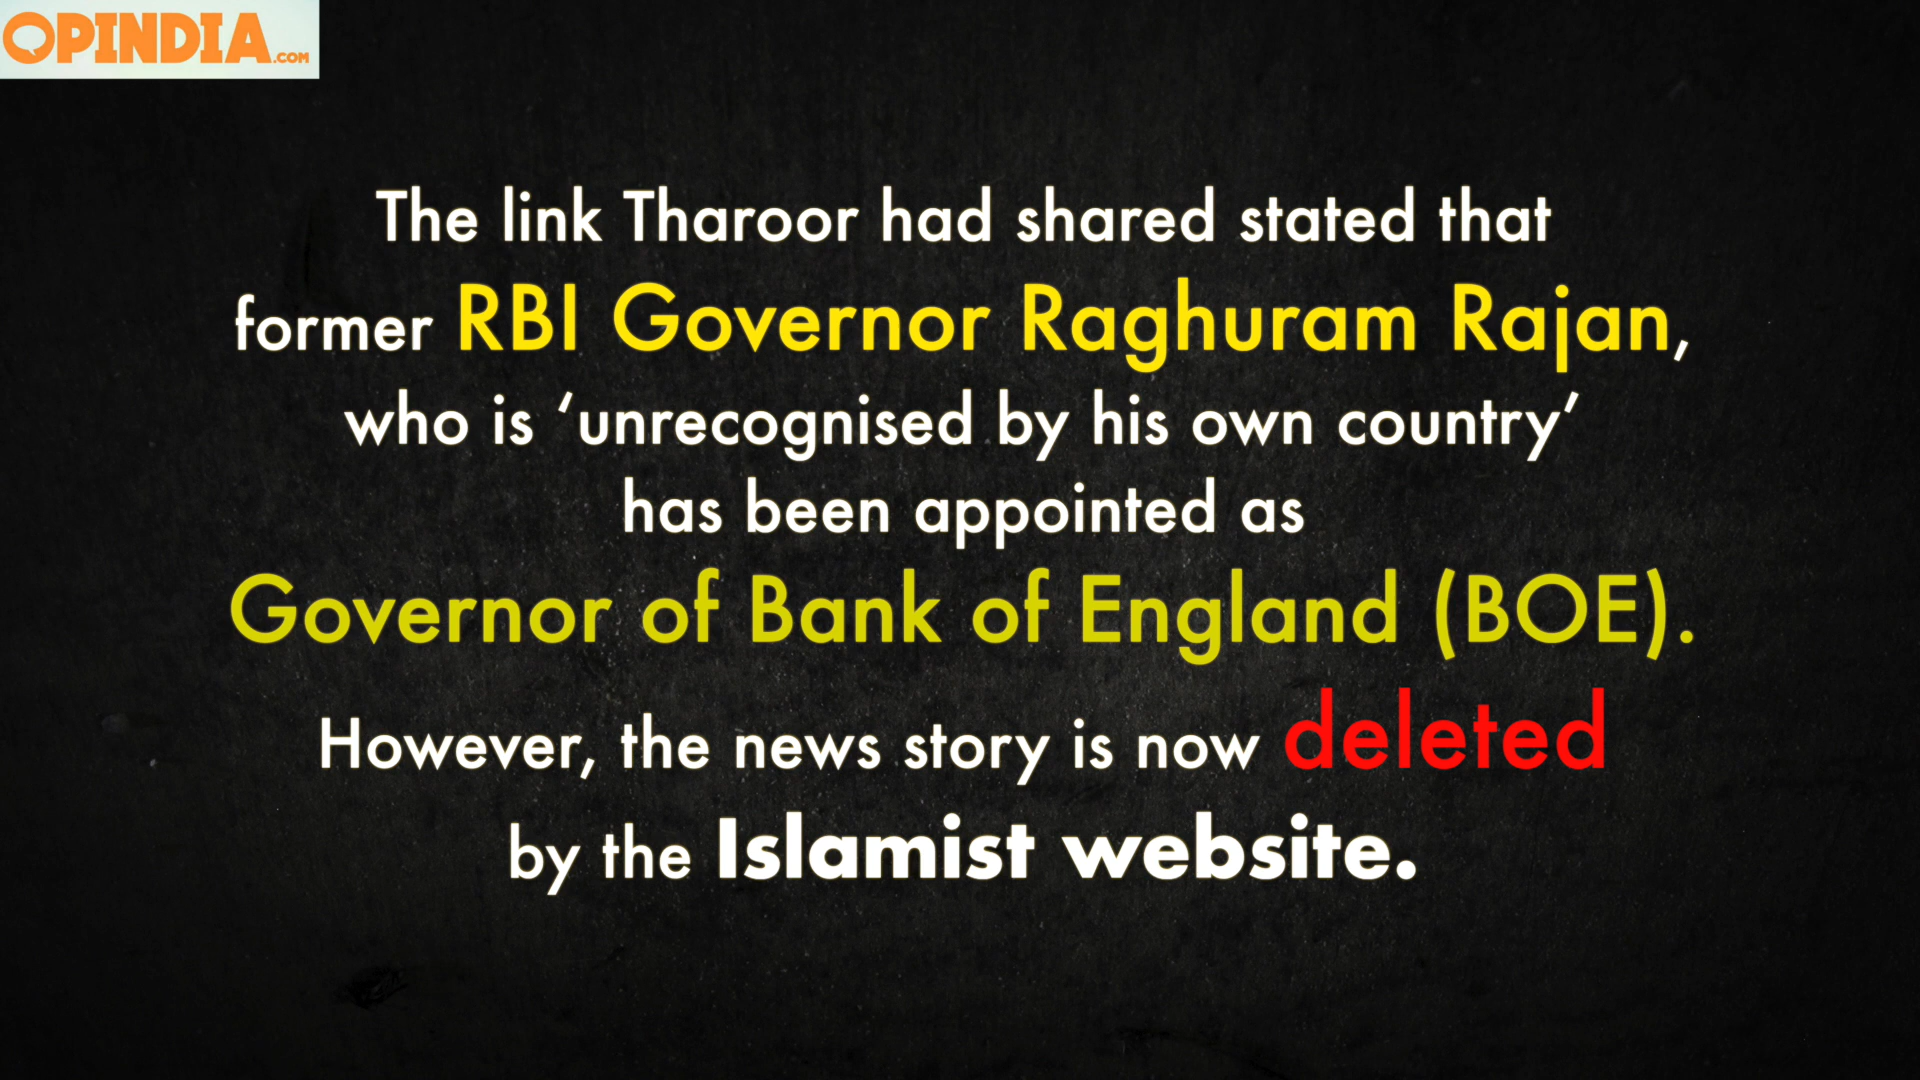 OPINDIA.COM
The link Tharoor had shared stated that
former RBI Governor Raghuram Rajan,
who is ‘unrecognised by his own country’
has been appointed as
Governor of Bank of England (BOE).
However, the news story is now deleted
by the Islamist website.